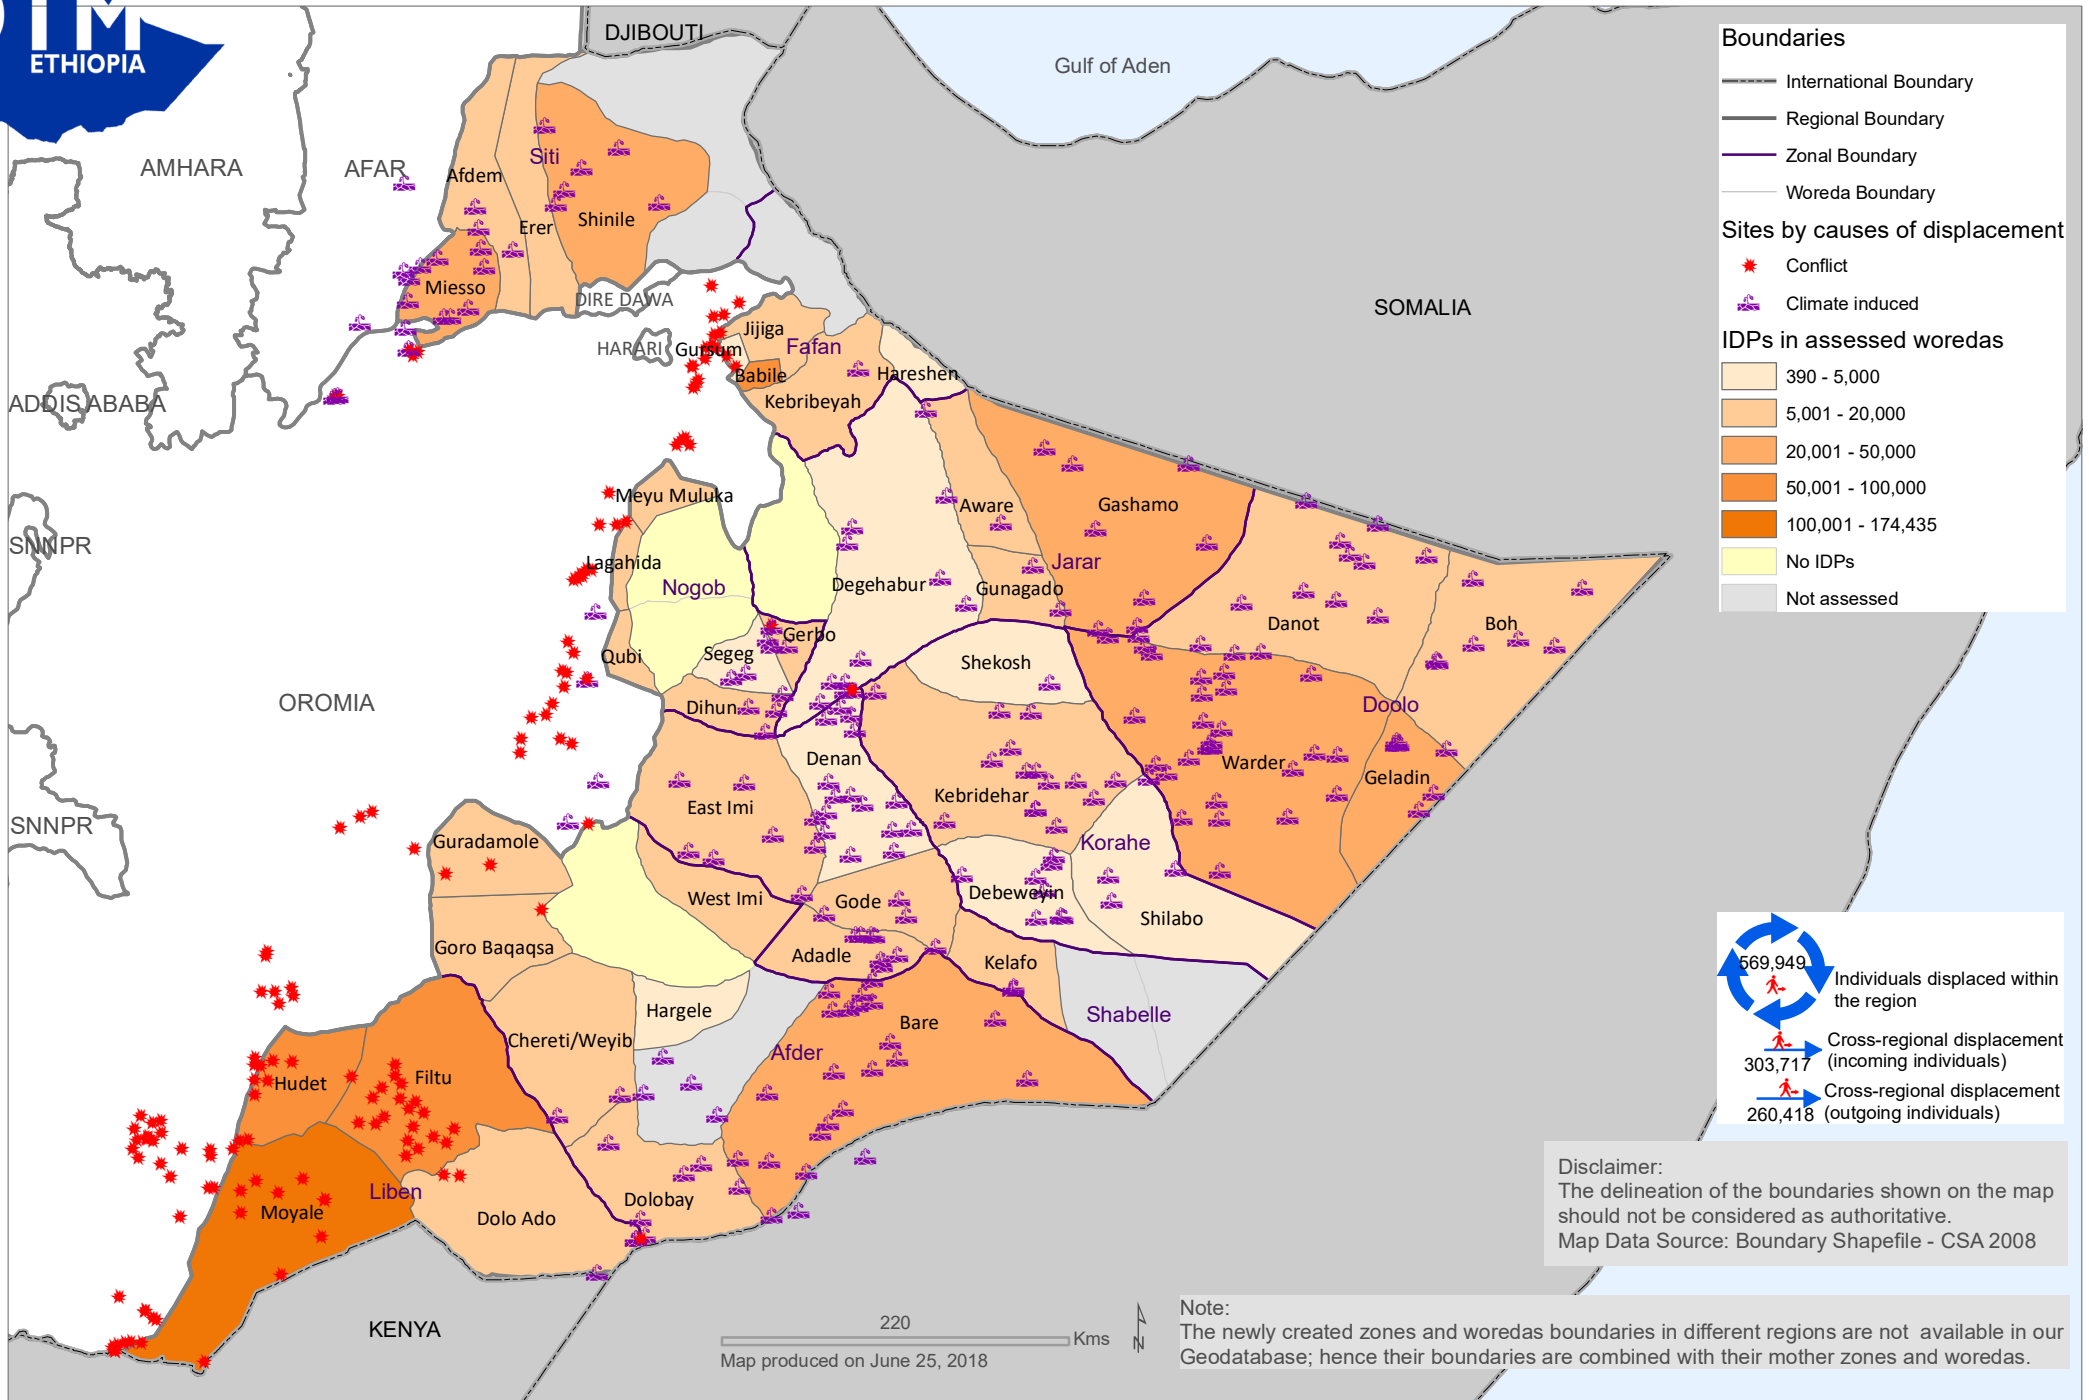 DTM
ETHIOPIA
DJIBOUTI
Gulf of Aden
AMHARA
AFAR
Siti
Afdem
Erer
Shinile
Miesso
DIRE DAWA
HARARI
Jijiga
Gursum
Fafan
Babile
Hareshen
Kebribeyah
ADDIS ABABA
SOMALIA
Meyu Muluka
Aware
Gashamo
SNNPR
Lagahida
Nogob
Degehabur
Gunagado
Jarar
Danot
Boh
Gerbo
Segeg
Qubi
Shekosh
OROMIA
Dihun
Doolo
Denan
Warder
Geladin
East Imi
Kebridehar
SNNPR
Guradamole
Korahe
West Imi
Gode
Debeweyin
Shilabo
Goro Baqaqsa
Adadle
Kelafo
Hargele
Chereti/Weyib
Bare
Shabelle
Afder
Hudet
Filtu
Liben
Moyale
Dolo Ado
Dolobay
KENYA
220
Kms
N
Map produced on June 25, 2018
Boundaries
International Boundary
Regional Boundary
Zonal Boundary
Woreda Boundary
Sites by causes of displacement
Conflict
Climate induced
IDPs in assessed woredas
390 - 5,000
5,001 - 20,000
20,001 - 50,000
50,001 - 100,000
100,001 - 174,435
No IDPs
Not assessed
569,949
Individuals displaced within
the region
303,717
Cross-regional displacement
(incoming individuals)
260,418
Cross-regional displacement
(outgoing individuals)
Disclaimer:
The delineation of the boundaries shown on the map
should not be considered as authoritative.
Map Data Source: Boundary Shapefile - CSA 2008
Note:
The newly created zones and woredas boundaries in different regions are not available in our
Geodatabase; hence their boundaries are combined with their mother zones and woredas.